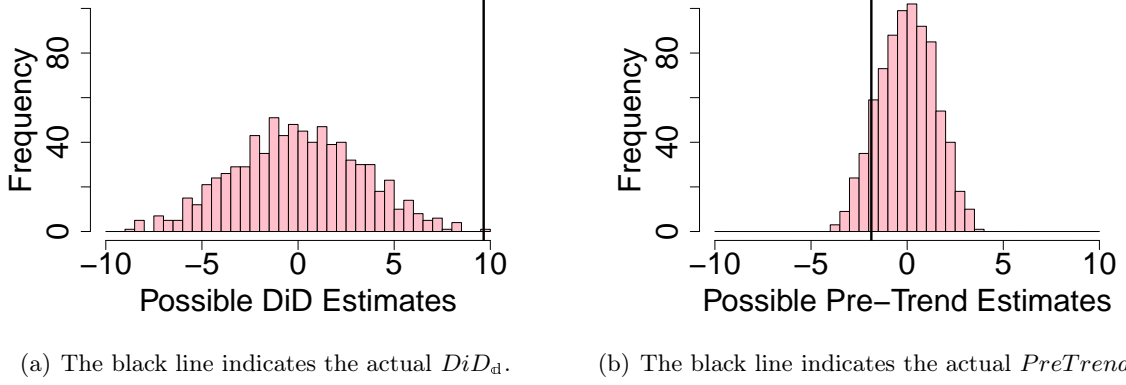 Frequency
0 40 80
−10 −5 0 5 10
Possible DiD Estimates
(a) The black line indicates the actual DiD_d.
Frequency
0 40 80
−10 −5 0 5 10
Possible Pre−Trend Estimates
(b) The black line indicates the actual PreTrend